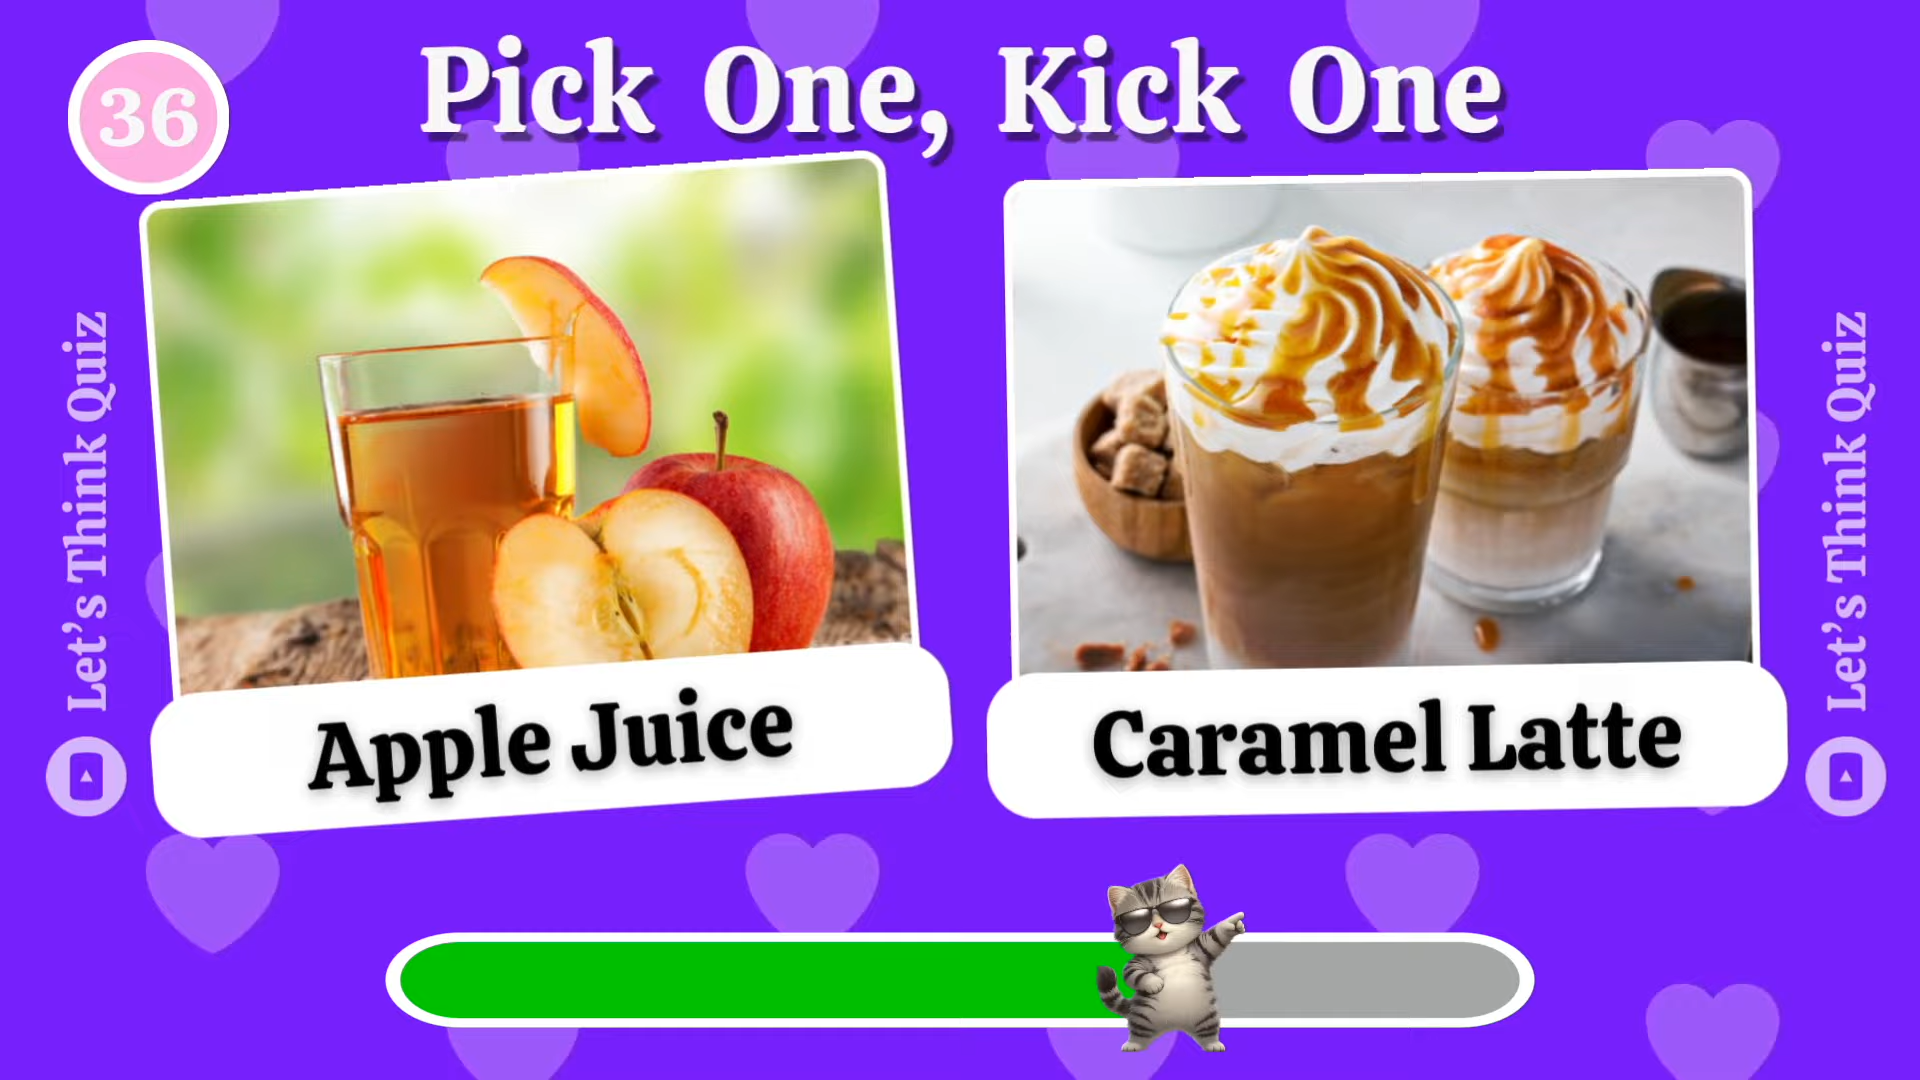 36
Pick One, Kick One
Let's Think Quiz
Let's Think Quiz
Apple Juice
Caramel Latte